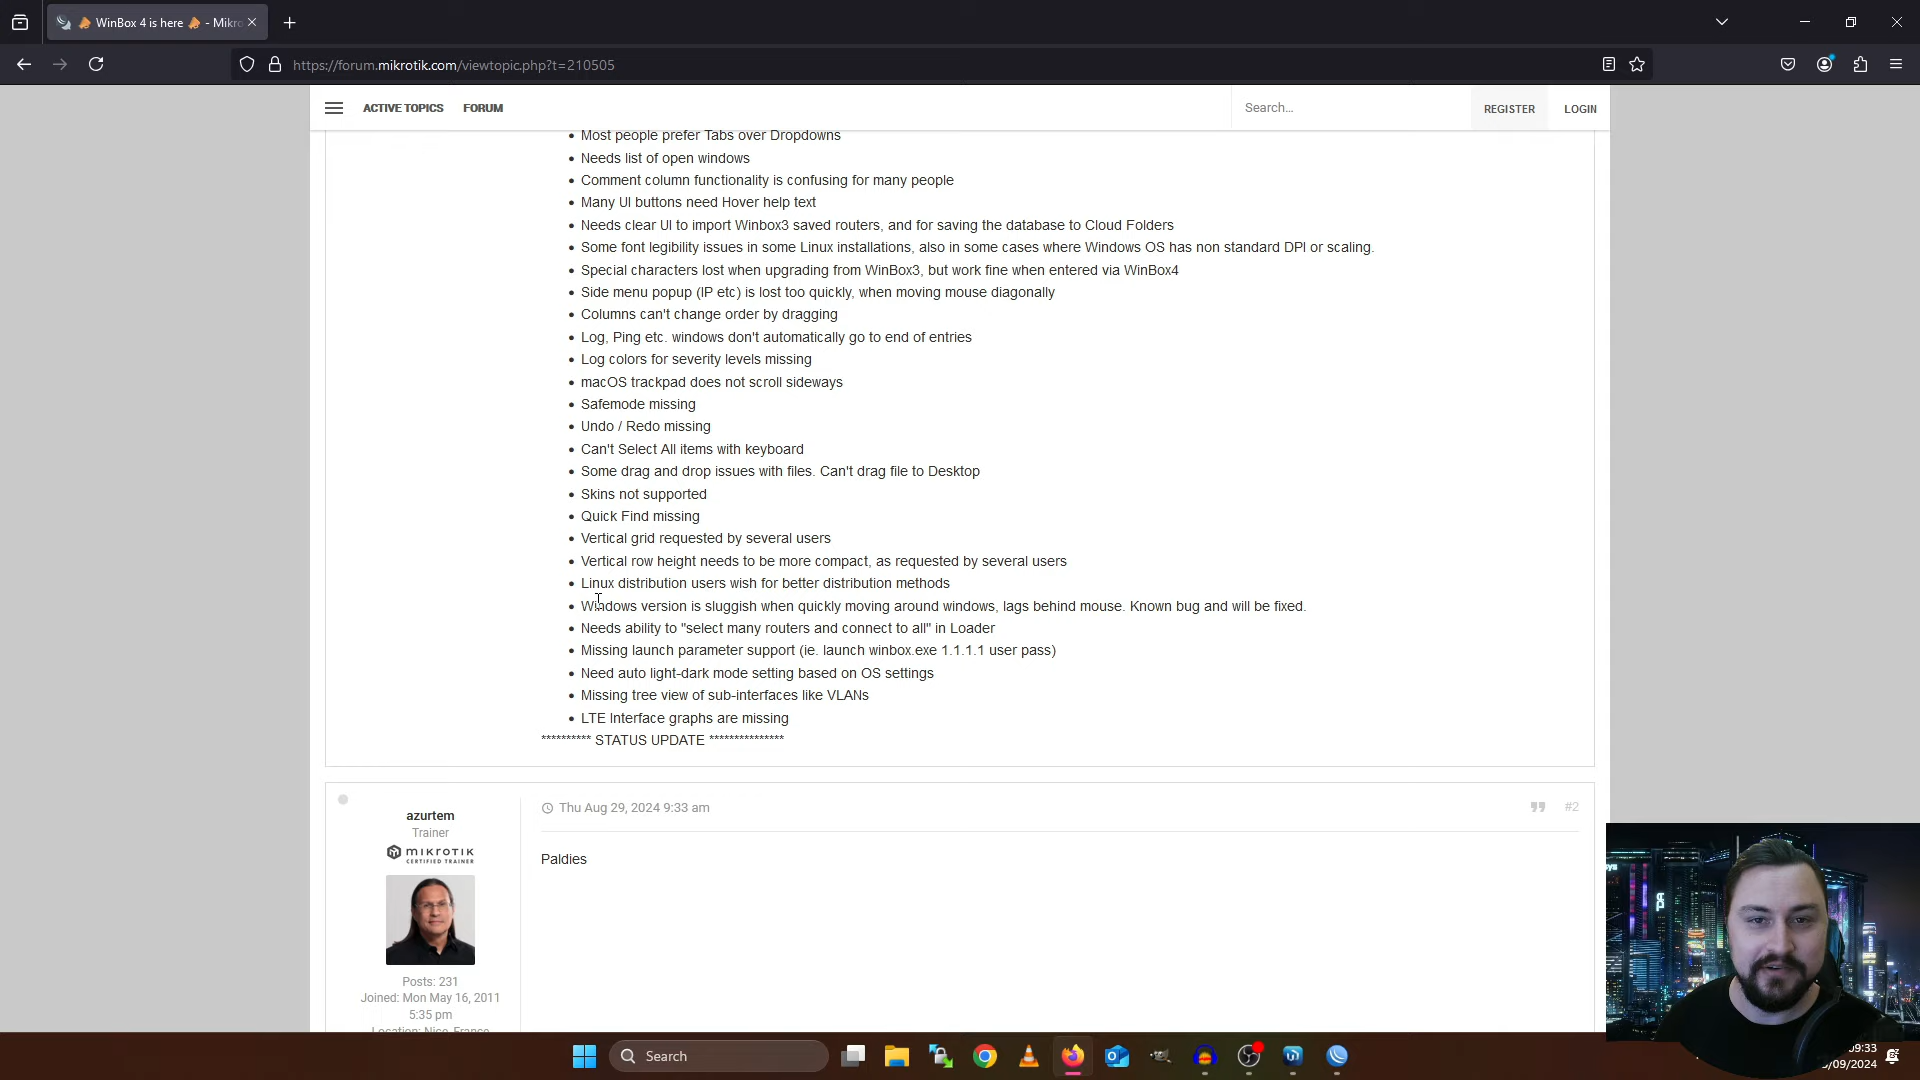 WinBox 4 is here - Mikro
https://forum.mikrotik.com/viewtopic.php?t=210505
ACTIVE TOPICS FORUM Search... REGISTER LOGIN
Most people prefer Tabs over Dropdowns
Needs list of open windows
Comment column functionality is confusing for many people
Many UI buttons need Hover help text
Needs clear UI to import Winbox3 saved routers, and for saving the database to Cloud Folders
Some font legibility issues in some Linux installations, also in some cases where Windows OS has non standard DPI or scaling.
Special characters lost when upgrading from WinBox3, but work fine when entered via WinBox4
Side menu popup (IP etc) is lost too quickly, when moving mouse diagonally
Columns can't change order by dragging
Log, Ping etc. windows don't automatically go to end of entries
Log colors for severity levels missing
macOS trackpad does not scroll sideways
Safemode missing
Undo / Redo missing
Can't Select All items with keyboard
Some drag and drop issues with files. Can't drag file to Desktop
Skins not supported
Quick Find missing
Vertical grid requested by several users
Vertical row height needs to be more compact, as requested by several users
Linux distribution users wish for better distribution methods
Windows version is sluggish when quickly moving around windows, lags behind mouse. Known bug and will be fixed.
Needs ability to "select many routers and connect to all" in Loader
Missing launch parameter support (ie. launch winbox.exe 1.1.1.1 user pass)
Need auto light-dark mode setting based on OS settings
Missing tree view of sub-interfaces like VLANs
LTE Interface graphs are missing
********** STATUS UPDATE ***************
azurtem
Trainer
MIKROTIK
CERTIFIED TRAINER
Posts: 231
Joined: Mon May 16, 2011
5:35 pm
Location: Nice, France
Thu Aug 29, 2024 9:33 am #2
Paldies
Search
09:33
/09/2024